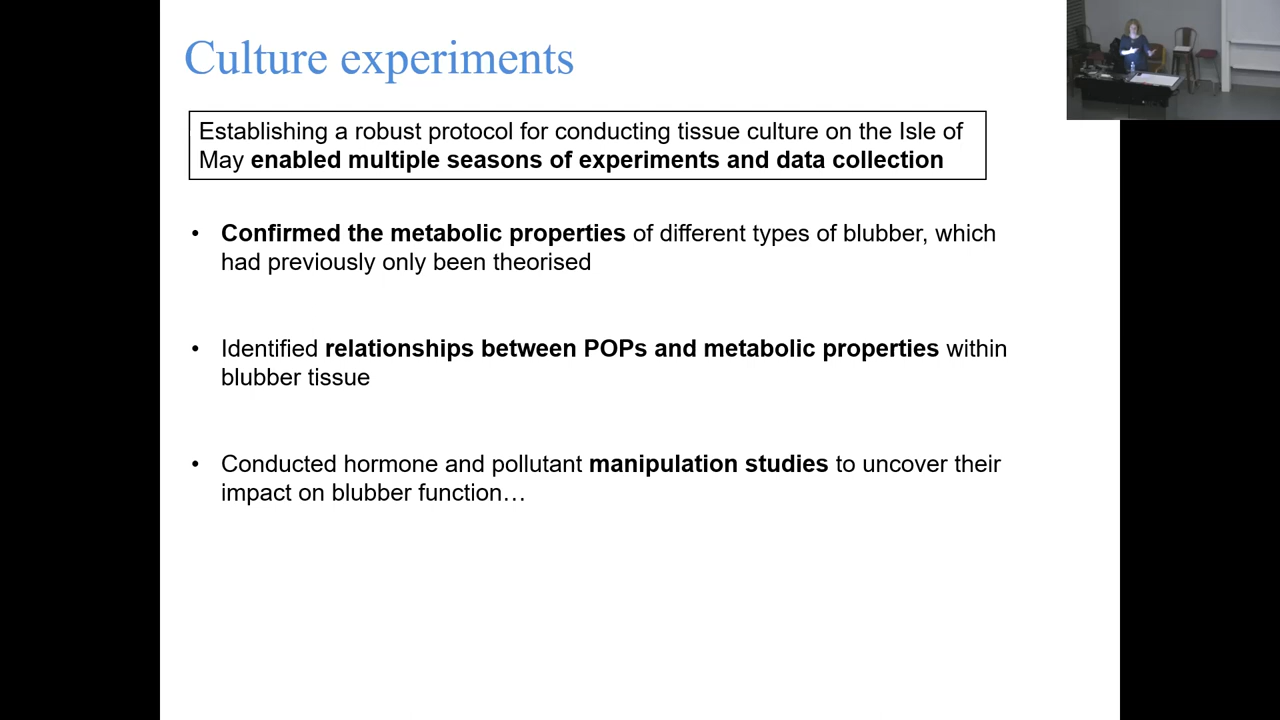 Culture experiments
Establishing a robust protocol for conducting tissue culture on the Isle of
May enabled multiple seasons of experiments and data collection
• Confirmed the metabolic properties of different types of blubber, which
had previously only been theorised
• Identified relationships between POPs and metabolic properties within
blubber tissue
• Conducted hormone and pollutant manipulation studies to uncover their
impact on blubber function…